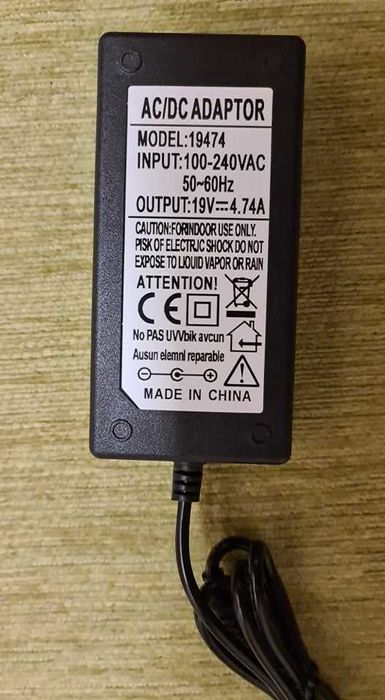 AC/DC ADAPTOR
MODEL:19474
INPUT:100-240VAC
50~60Hz
OUTPUT:19V⎓4.74A
CAUTION:FORINDOOR USE ONLY.
PISK OF ELECTRJC SHOCK DO NOT
EXPOSE TO LIOUID VAPOR OR RAIN
ATTENTION!
CE
No PAS UVVbik avcun
Ausun elemnl reparable
MADE IN CHINA